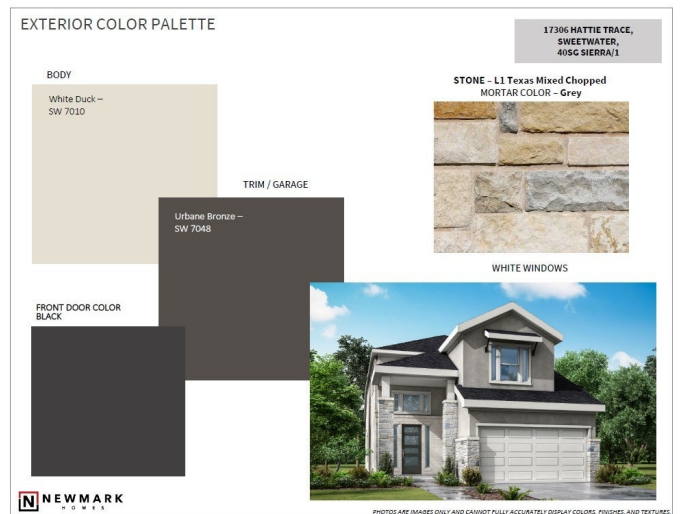 EXTERIOR COLOR PALETTE
17306 HATTIE TRACE,
SWEETWATER,
40SG SIERRA/1
BODY
White Duck –
SW 7010
STONE – L1 Texas Mixed Chopped
MORTAR COLOR – Grey
TRIM / GARAGE
Urbane Bronze –
SW 7048
WHITE WINDOWS
FRONT DOOR COLOR
BLACK
N NEWMARK
HOMES
PHOTOS ARE IMAGES ONLY AND CANNOT FULLY ACCURATELY DISPLAY COLORS, FINISHES, AND TEXTURES.